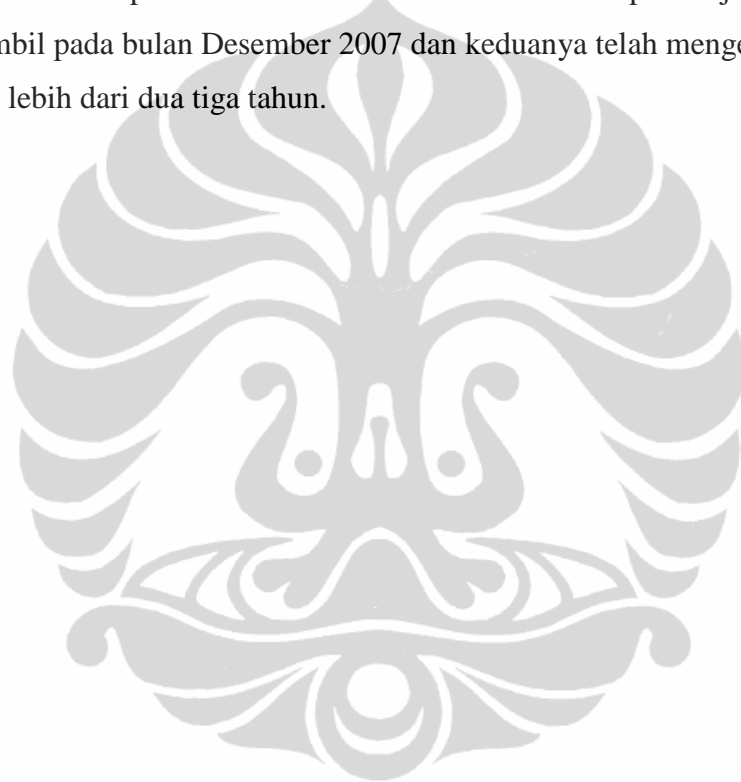 mbil pada bulan Desember 2007 dan keduanya telah menge
lebih dari dua tiga tahun.